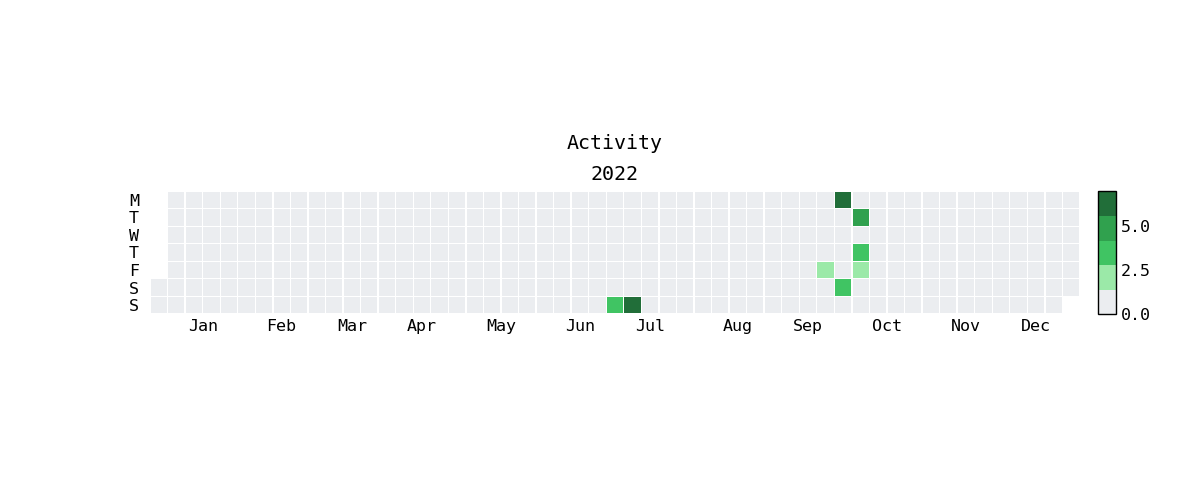 Activity
2022
M
T
W
T
F
S
S
Jan Feb Mar Apr May Jun Jul Aug Sep Oct Nov Dec
5.0
2.5
0.0